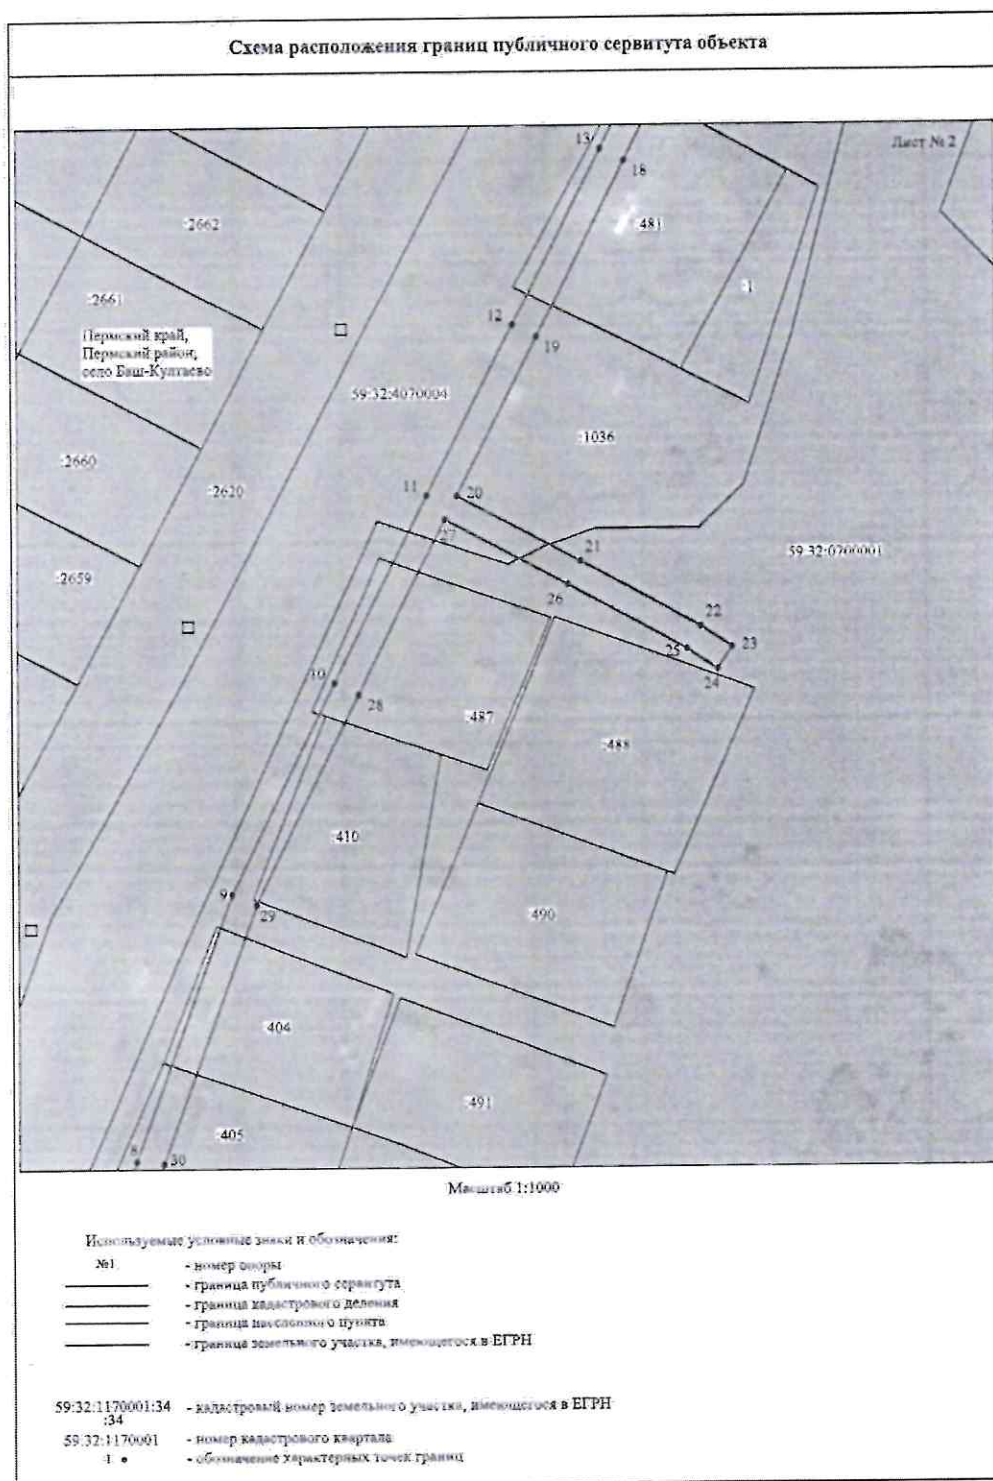 Схема расположения границ публичного сервитута объекта
Лист № 2
13
18
:2662
:481
:1
:2661
Пермский край,
Пермский район,
село Баш-Култаево
12
19
59:32:4070004
:1036
:2660
:2620
11
20
27
21
59:32:0200001
:2659
26
22
23
25
24
10
28
:487
:488
:410
9
29
:490
:404
:491
:405
8
30
Масштаб 1:1000
Используемые условные знаки и обозначения:
№1 - номер опоры
- граница публичного сервитута
- граница кадастрового деления
- граница населенного пункта
- граница земельного участка, имеющегося в ЕГРН
59:32:1170001:34 - кадастровый номер земельного участка, имеющегося в ЕГРН
:34
59:32:1170001 - номер кадастрового квартала
1 - обозначение характерных точек границ